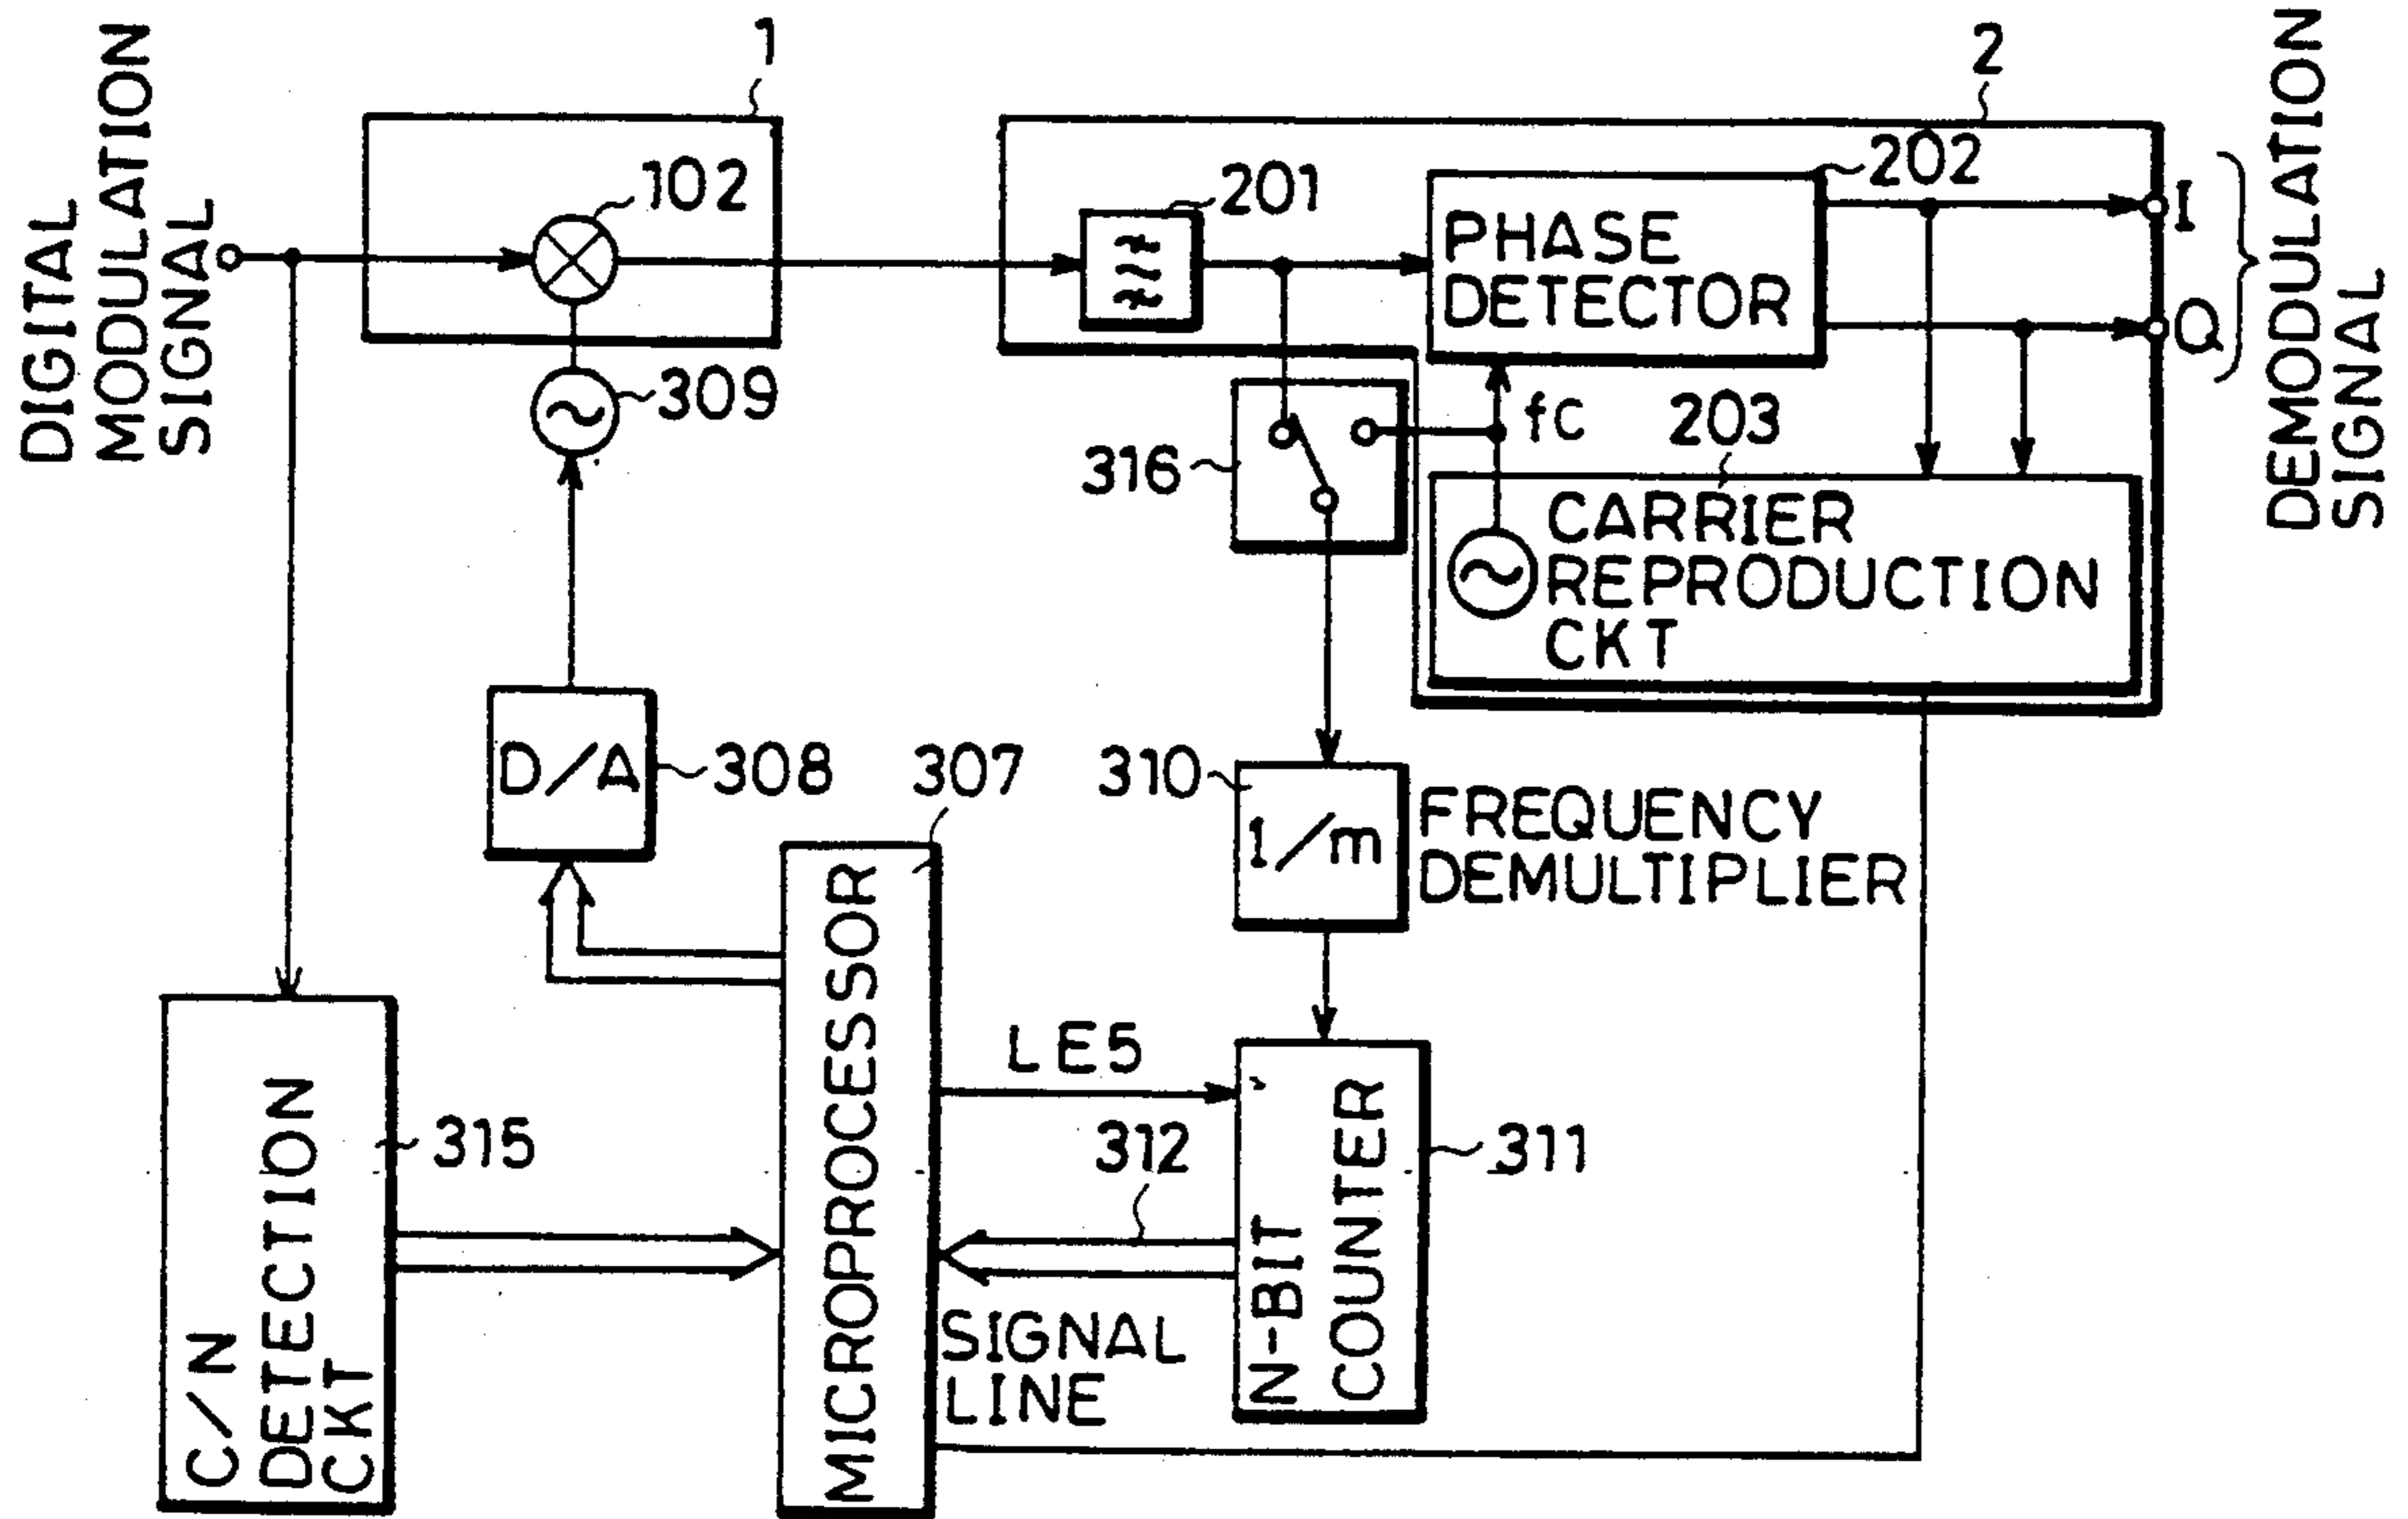 DIGITAL
MODULATION
SIGNAL
1
102
309
2
201
202
PHASE
DETECTOR
I
Q
DEMODULATION
SIGNAL
fC
203
316
CARRIER
REPRODUCTION
CKT
D/A
308
307
310
1/m
FREQUENCY
DEMULTIPLIER
MICROPROCESSOR
LE5
312
SIGNAL
LINE
N-BIT
COUNTER
311
C/N
DETECTION
CKT
315